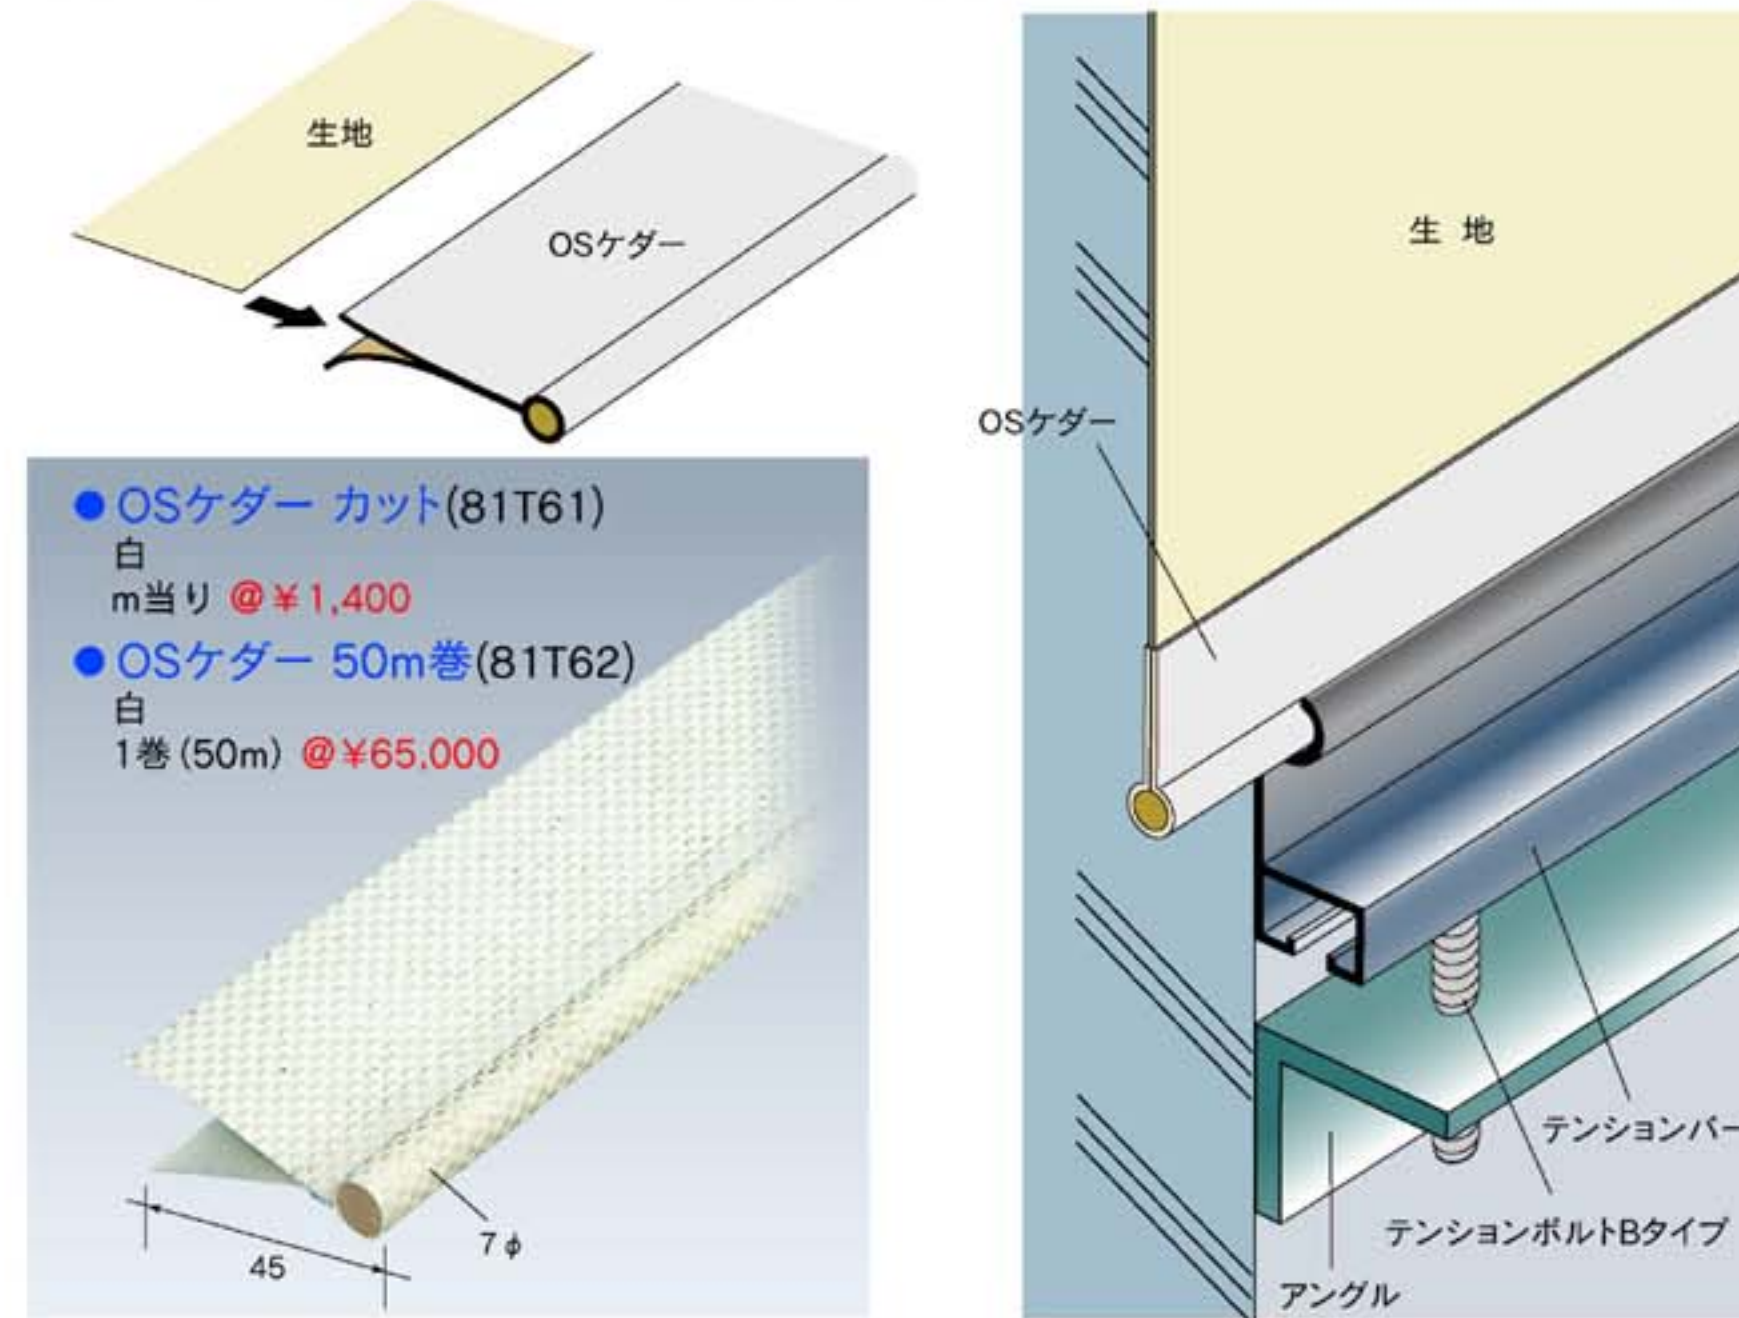 生地
OSケダー
● OSケダー カット(81T61)
白
m当り @¥1,400
● OSケダー 50m巻(81T62)
白
1巻(50m) @¥65,000
45
7φ
生 地
OSケダー
テンションバー
テンションボルトBタイプ
アングル